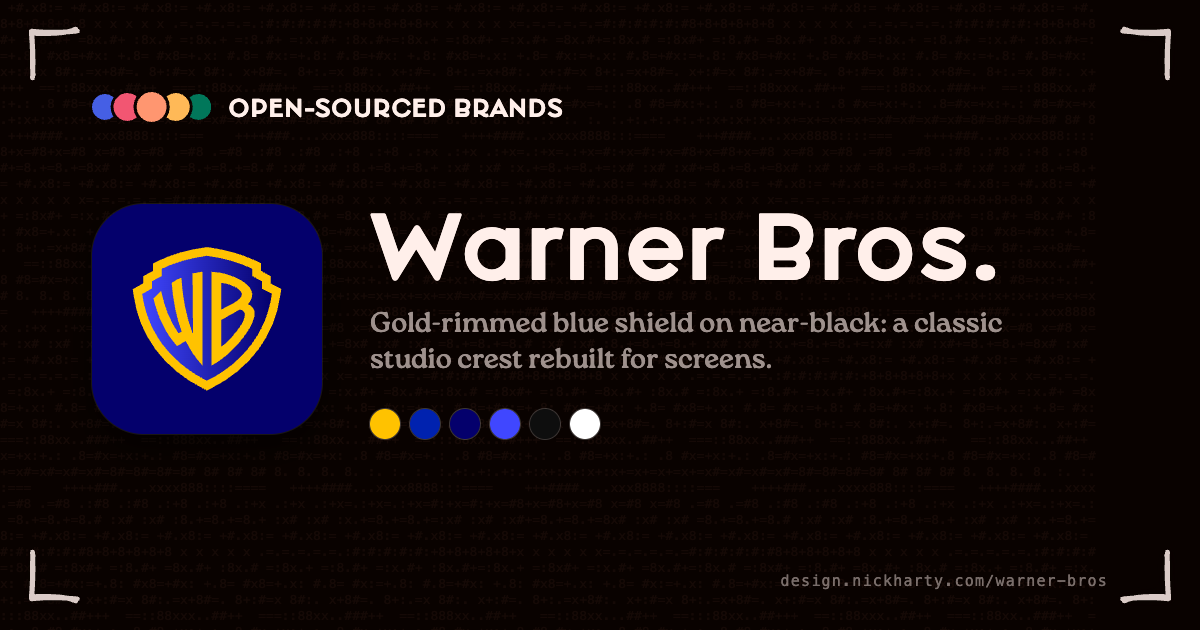 OPEN-SOURCED BRANDS
WB
Warner Bros.
Gold-rimmed blue shield on near-black: a classic
studio crest rebuilt for screens.
design.nickharty.com/warner-bros